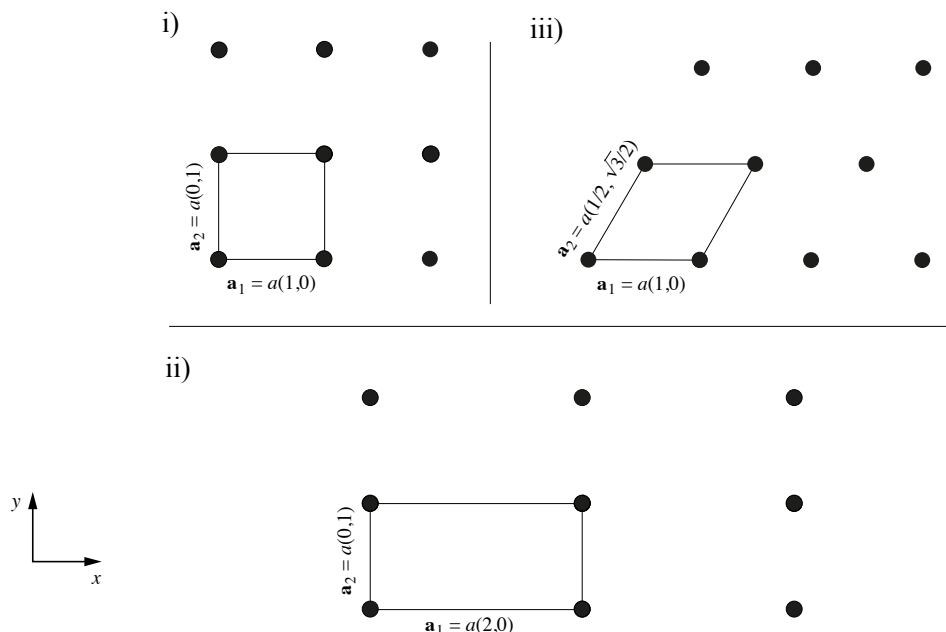 i)
a₂ = a(0,1)
a₁ = a(1,0)
iii)
a₂ = a(1/2, √3/2)
a₁ = a(1,0)
ii)
a₂ = a(0,1)
a₁ = a(2,0)
y
x